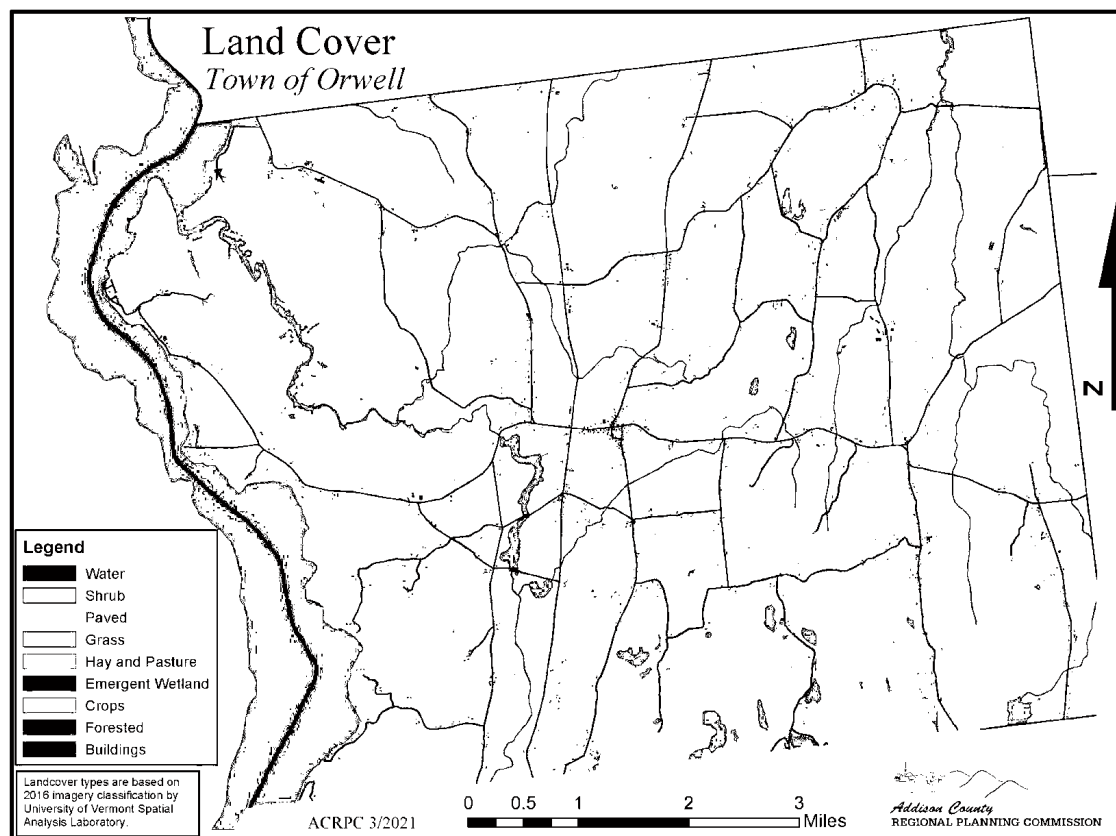 Land Cover
Town of Orwell
N
Legend
Water
Shrub
Paved
Grass
Hay and Pasture
Emergent Wetland
Crops
Forested
Buildings
Landcover types are based on
2016 imagery classification by
University of Vermont Spatial
Analysis Laboratory.
ACRPC 3/2021
0 0.5 1 2 3
Miles
Addison County
REGIONAL PLANNING COMMISSION